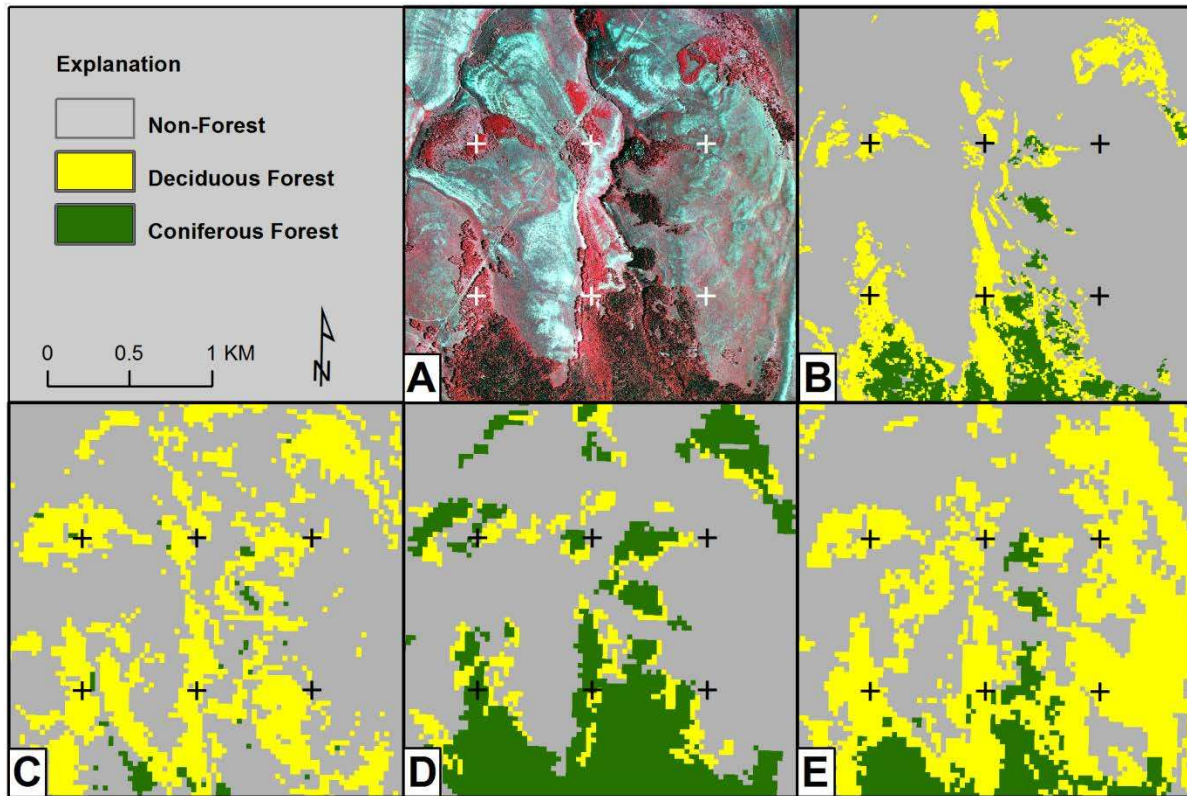 Explanation
Non-Forest
Deciduous Forest
Coniferous Forest
0 0.5 1 KM
N
A
B
C
D
E